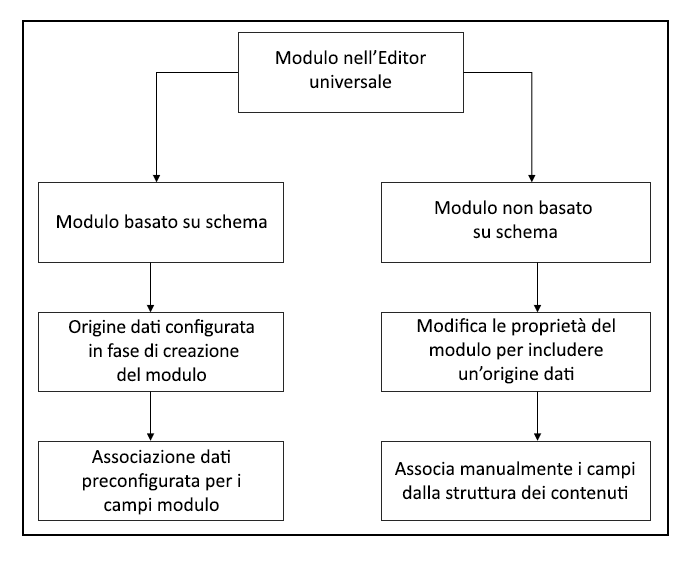 Modulo nell’Editor
universale
Modulo basato su schema
Modulo non basato
su schema
Origine dati configurata
in fase di creazione
del modulo
Modifica le proprietà del
modulo per includere
un’origine dati
Associazione dati
preconfigurata per i
campi modulo
Associa manualmente i campi
dalla struttura dei contenuti